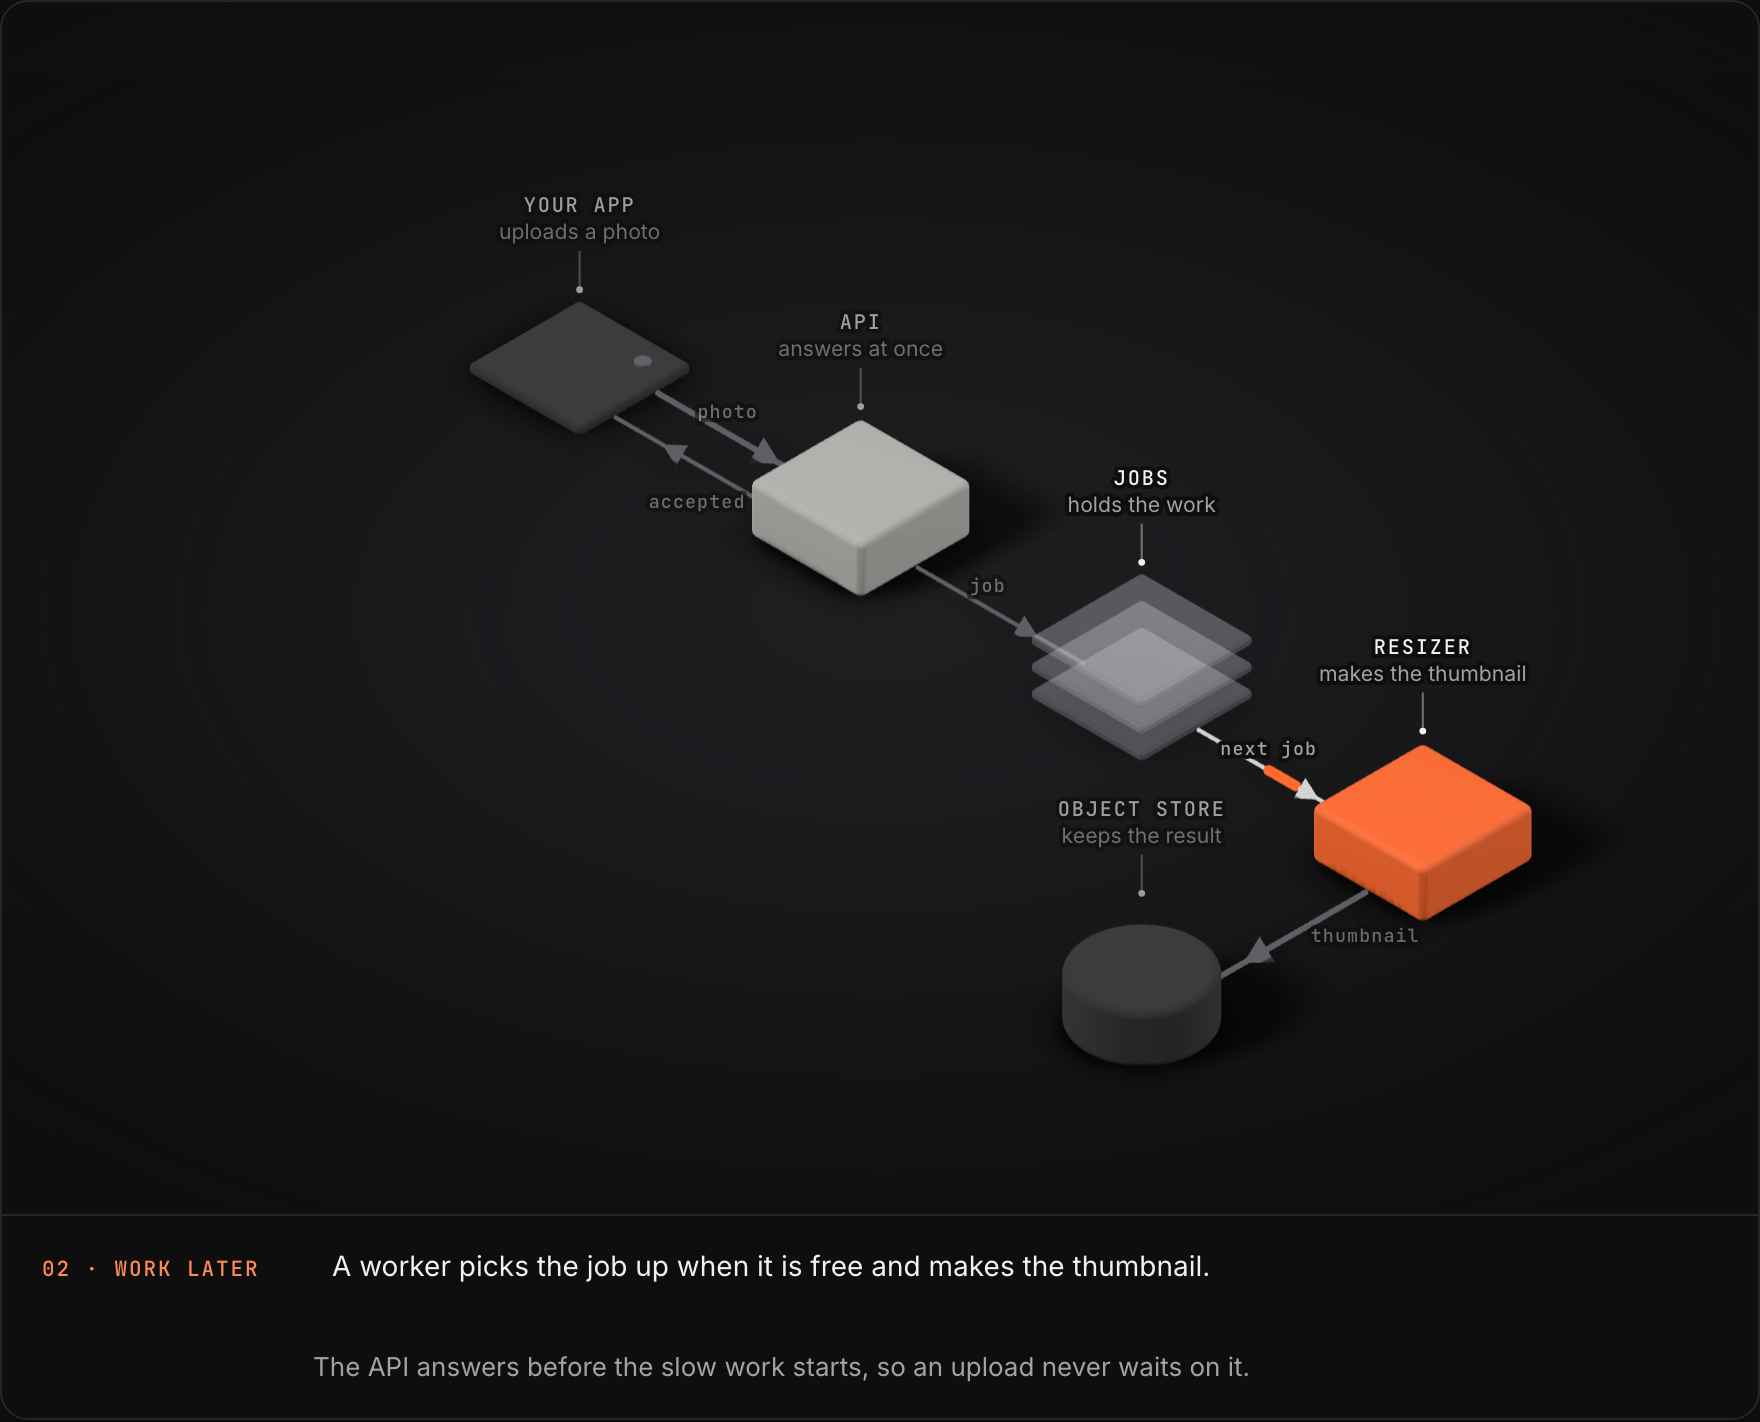 YOUR APP
uploads a photo
API
answers at once
photo
accepted
JOBS
holds the work
job
RESIZER
makes the thumbnail
next job
OBJECT STORE
keeps the result
thumbnail
02 · WORK LATER
A worker picks the job up when it is free and makes the thumbnail.
The API answers before the slow work starts, so an upload never waits on it.